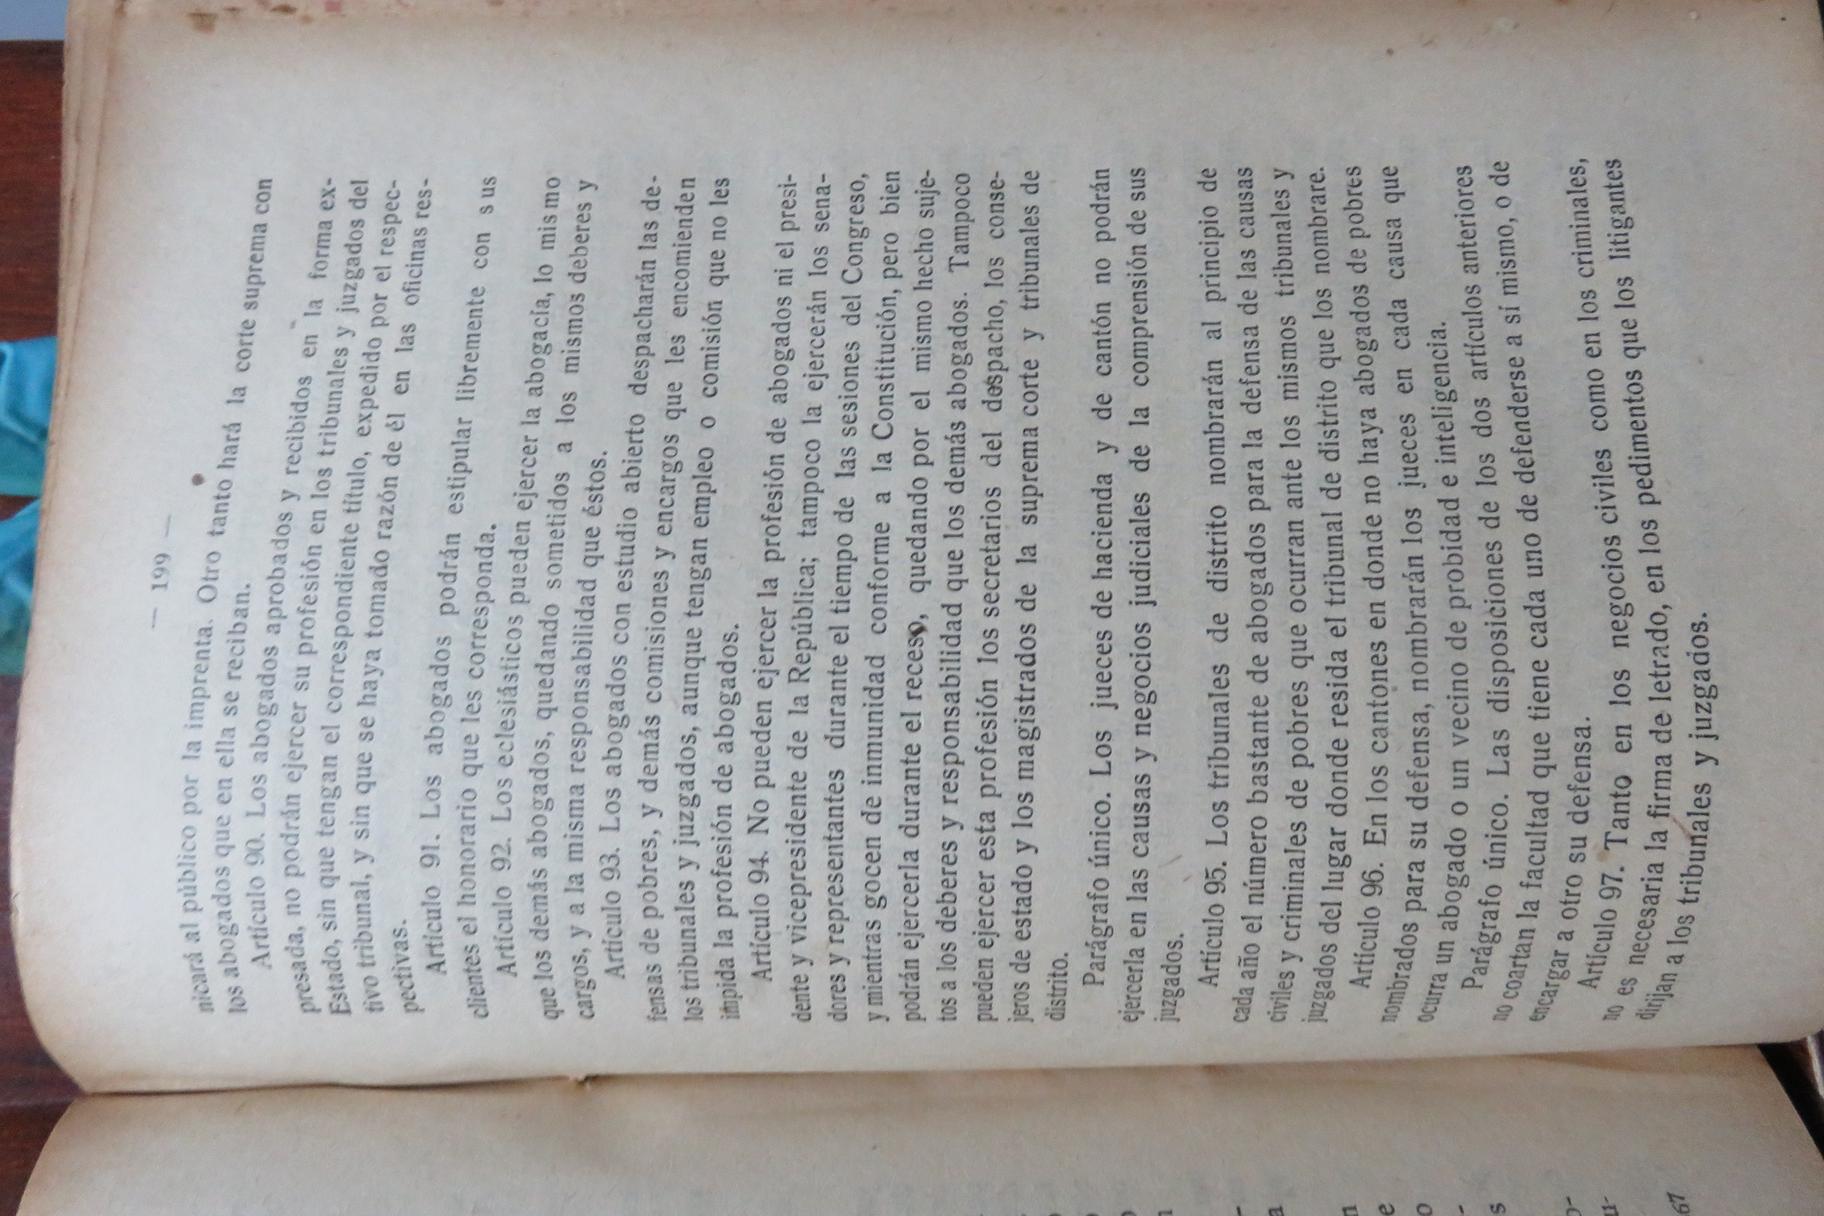 — 199 —
nicará al público por la imprenta. Otro tanto hará la corte suprema con
los abogados que en ella se reciban.
Artículo 90. Los abogados aprobados y recibidos en la forma ex-
presada, no podrán ejercer su profesión en los tribunales y juzgados del
Estado, sin que tengan el correspondiente título, expedido por el respec-
tivo tribunal, y sin que se haya tomado razón de él en las oficinas res-
pectivas.
Artículo 91. Los abogados podrán estipular libremente con sus
clientes el honorario que les corresponda.
Artículo 92. Los eclesiásticos pueden ejercer la abogacía, lo mismo
que los demás abogados, quedando sometidos a los mismos deberes y
cargos, y a la misma responsabilidad que éstos.
Artículo 93. Los abogados con estudio abierto despacharán las de-
fensas de pobres, y demás comisiones y encargos que les encomienden
los tribunales y juzgados, aunque tengan empleo o comisión que no les
impida la profesión de abogados.
Artículo 94. No pueden ejercer la profesión de abogados ni el presi-
dente y vicepresidente de la República; tampoco la ejercerán los sena-
dores y representantes durante el tiempo de las sesiones del Congreso,
y mientras gocen de inmunidad conforme a la Constitución, pero bien
podrán ejercerla durante el receso, quedando por el mismo hecho suje-
tos a los deberes y responsabilidad que los demás abogados. Tampoco
pueden ejercer esta profesión los secretarios del despacho, los conse-
jeros de estado y los magistrados de la suprema corte y tribunales de
distrito.
Parágrafo único. Los jueces de hacienda y de cantón no podrán
ejercerla en las causas y negocios judiciales de la comprensión de sus
juzgados.
Artículo 95. Los tribunales de distrito nombrarán al principio de
cada año el número bastante de abogados para la defensa de las causas
civiles y criminales de pobres que ocurran ante los mismos tribunales y
juzgados del lugar donde resida el tribunal de distrito que los nombrare.
Artículo 96. En los cantones en donde no haya abogados de pobres
nombrados para su defensa, nombrarán los jueces en cada causa que
ocurra un abogado o un vecino de probidad e inteligencia.
Parágrafo único. Las disposiciones de los dos artículos anteriores
no coartan la facultad que tiene cada uno de defenderse a sí mismo, o de
encargar a otro su defensa.
Artículo 97. Tanto en los negocios civiles como en los criminales,
no es necesaria la firma de letrado, en los pedimentos que los litigantes
dirijan a los tribunales y juzgados.